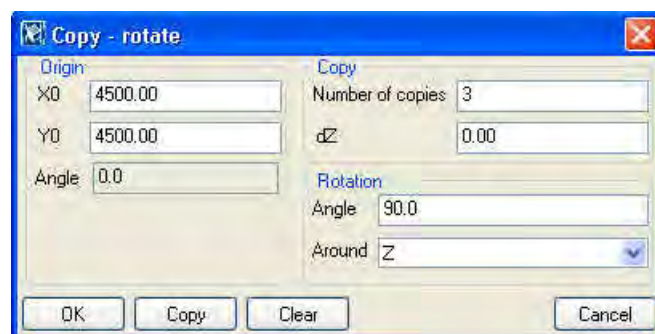 Copy - rotate
Origin
X0 4500.00
Y0 4500.00
Angle 0.0
Copy
Number of copies 3
dZ 0.00
Rotation
Angle 90.0
Around Z
OK Copy Clear Cancel